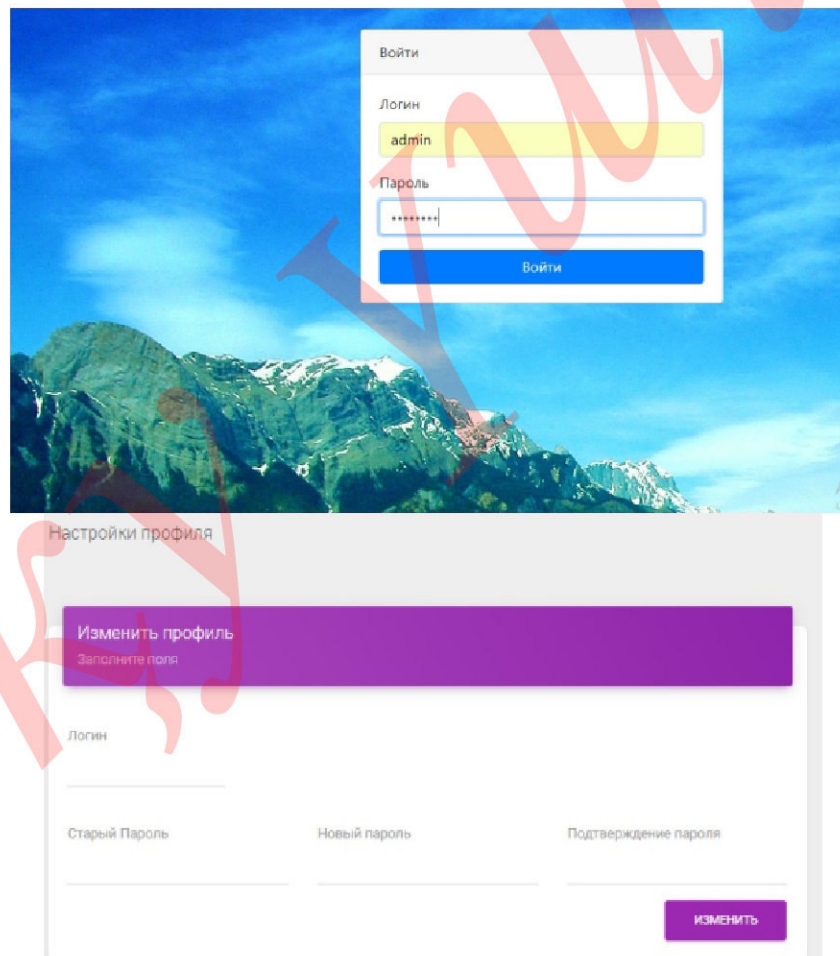 Войти
Логин
admin
Пароль
••••••••
Войти
Настройки профиля
Изменить профиль
Заполните поля
Логин
Старый Пароль Новый пароль Подтверждение пароля
ИЗМЕНИТЬ